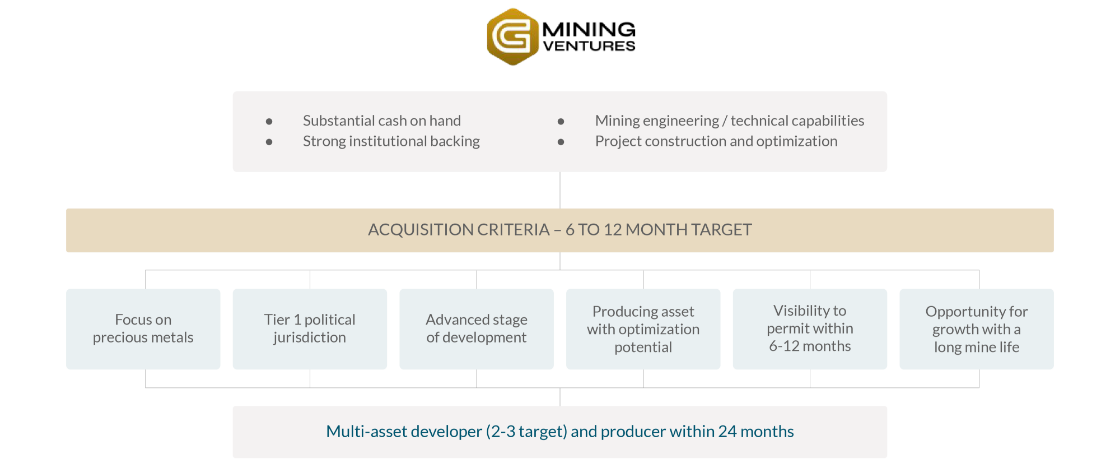 G MINING
VENTURES
● Substantial cash on hand
● Strong institutional backing
● Mining engineering / technical capabilities
● Project construction and optimization
ACQUISITION CRITERIA – 6 TO 12 MONTH TARGET
Focus on
precious metals
Tier 1 political
jurisdiction
Advanced stage
of development
Producing asset
with optimization
potential
Visibility to
permit within
6-12 months
Opportunity for
growth with a
long mine life
Multi-asset developer (2-3 target) and producer within 24 months